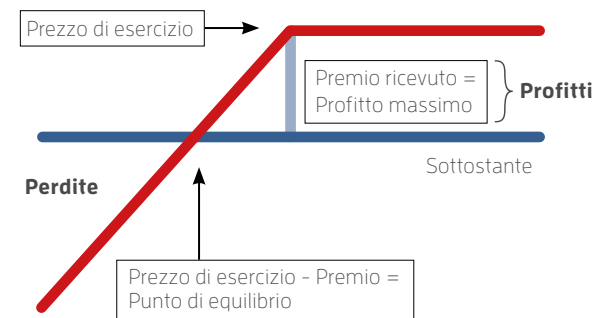 Prezzo di esercizio
Premio ricevuto =
Profitto massimo
Profitti
Sottostante
Perdite
Prezzo di esercizio - Premio =
Punto di equilibrio